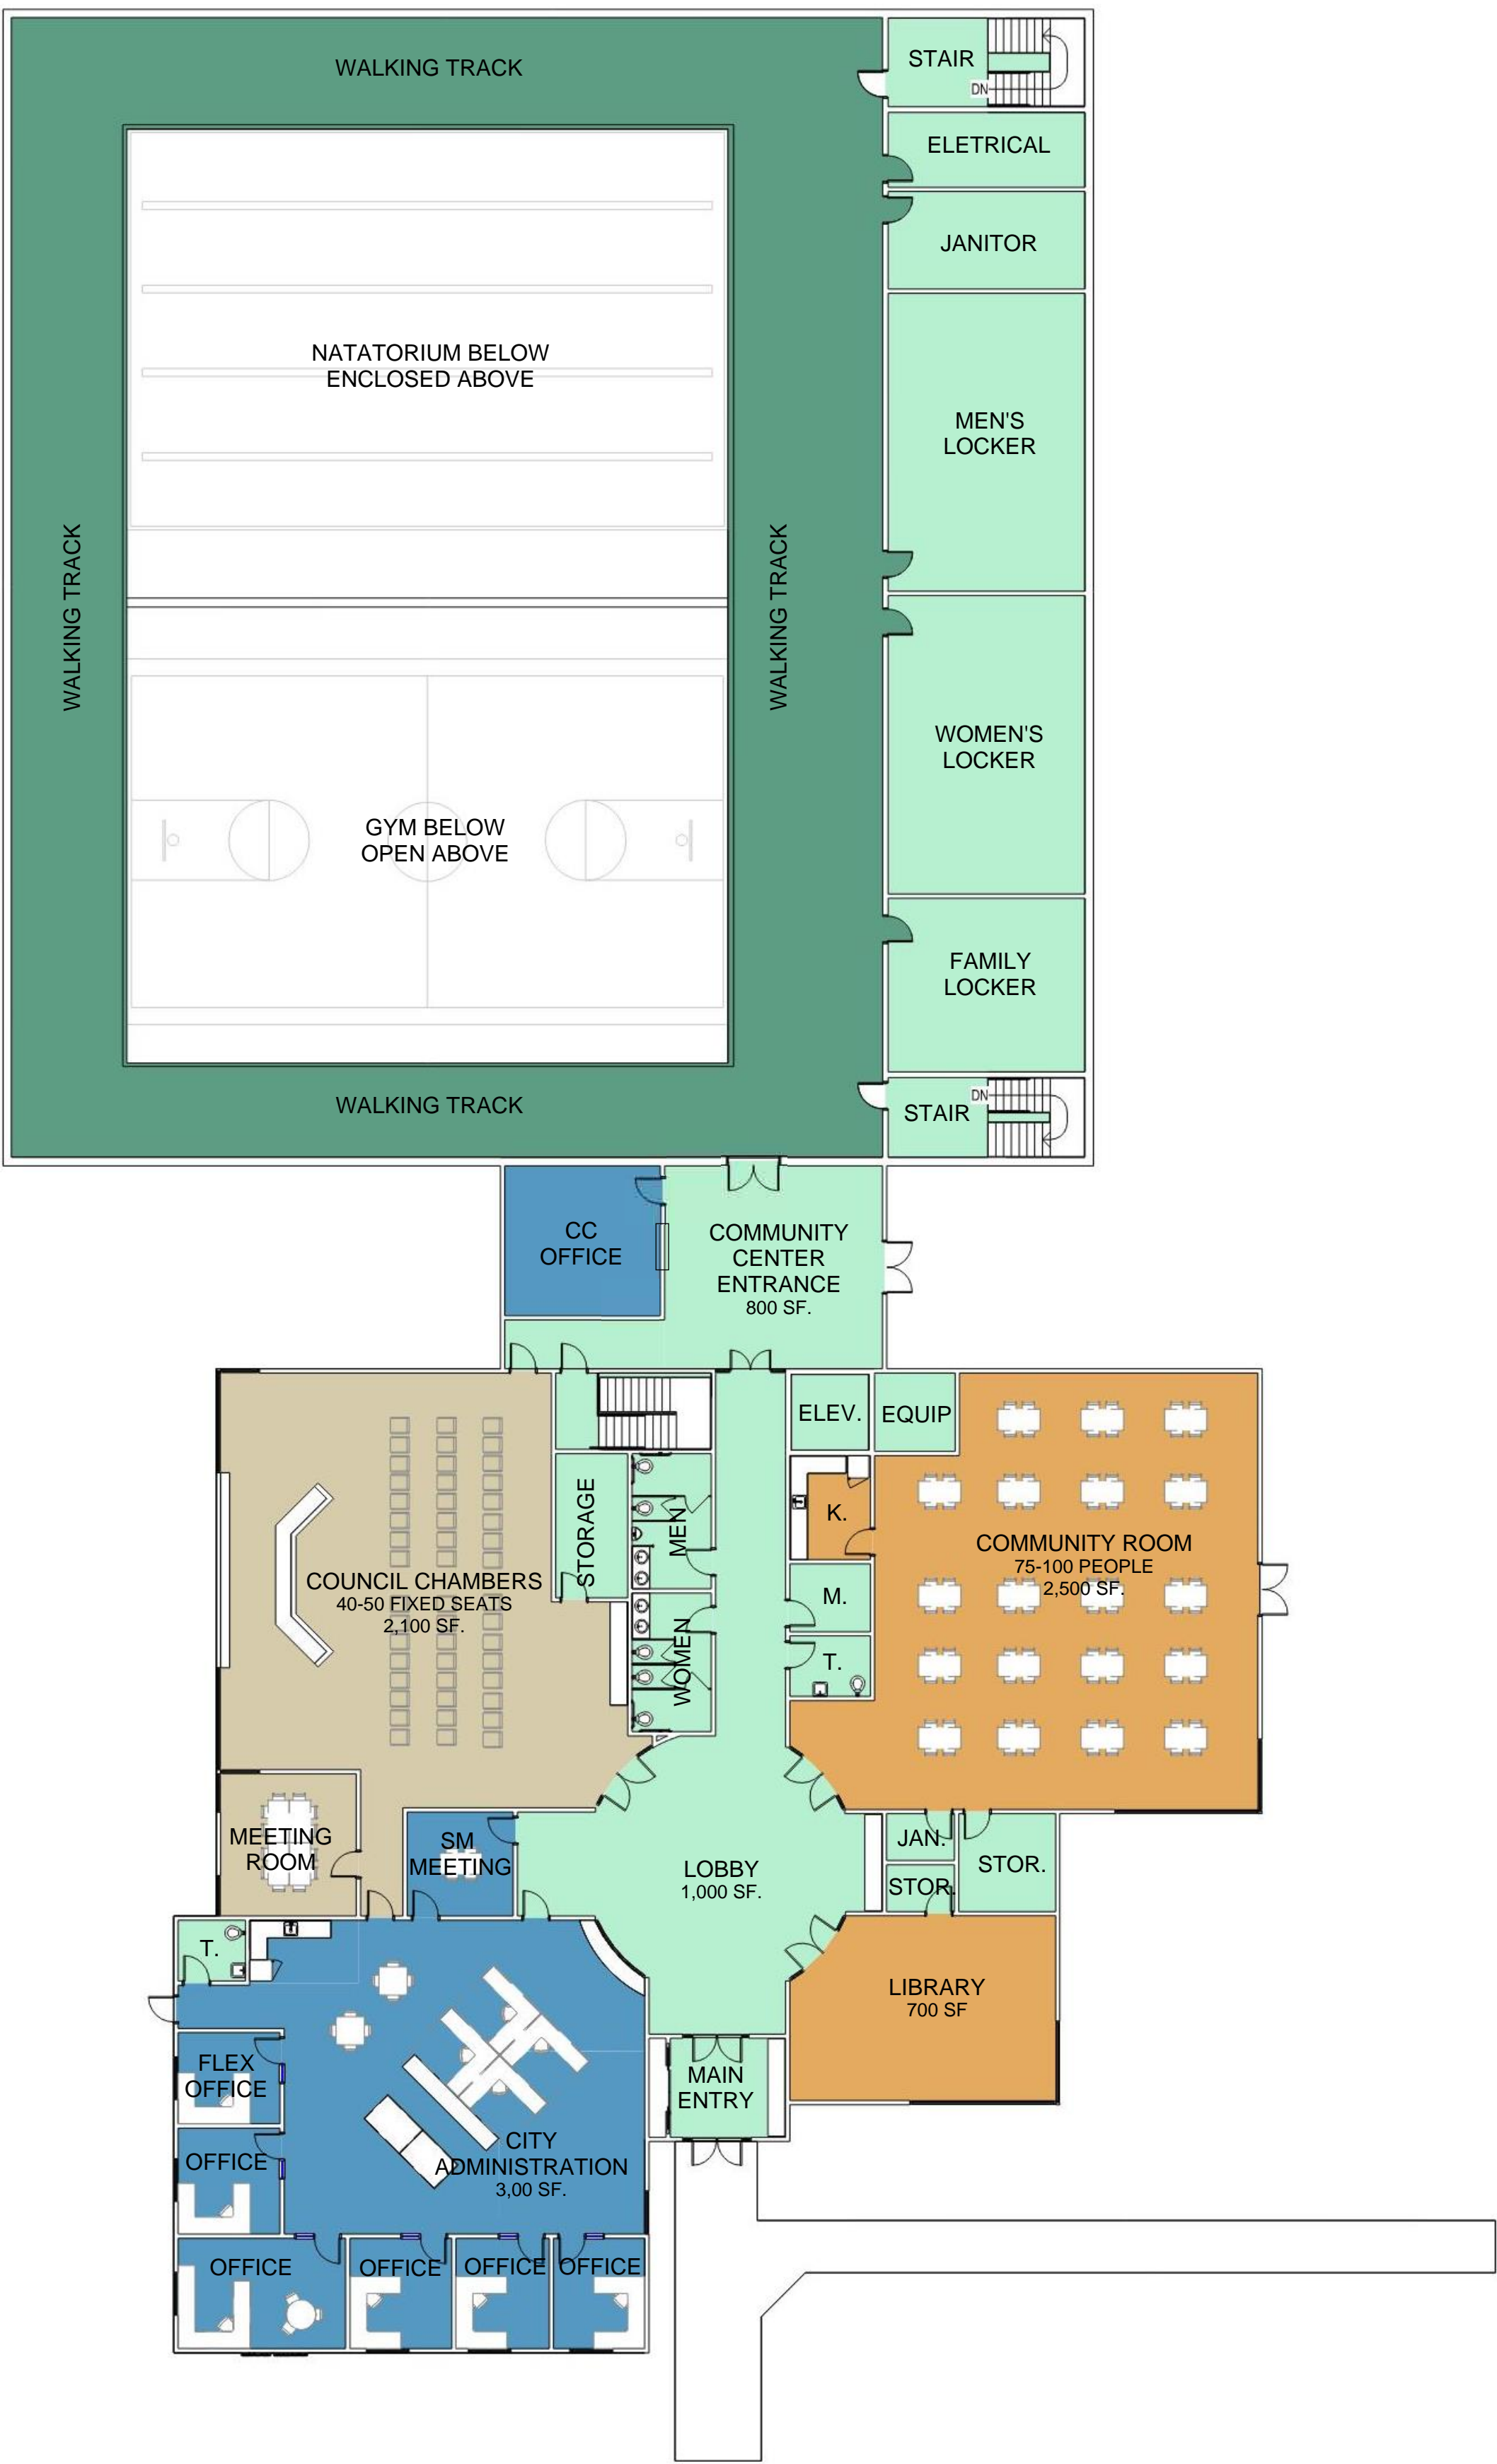 WALKING TRACK
STAIR
DN
ELETRICAL
JANITOR
NATATORIUM BELOW
ENCLOSED ABOVE
MEN'S
LOCKER
WALKING TRACK
WALKING TRACK
WOMEN'S
LOCKER
GYM BELOW
OPEN ABOVE
FAMILY
LOCKER
WALKING TRACK
STAIR
DN
CC
OFFICE
COMMUNITY
CENTER
ENTRANCE
800 SF.
ELEV.
EQUIP
STORAGE
MEN
K.
COMMUNITY ROOM
75-100 PEOPLE
2,500 SF.
COUNCIL CHAMBERS
40-50 FIXED SEATS
2,100 SF.
M.
WOMEN
T.
MEETING
ROOM
SM
MEETING
LOBBY
1,000 SF.
JAN.
STOR.
STOR.
T.
LIBRARY
700 SF
FLEX
OFFICE
MAIN
ENTRY
OFFICE
CITY
ADMINISTRATION
3,00 SF.
OFFICE
OFFICE
OFFICE
OFFICE